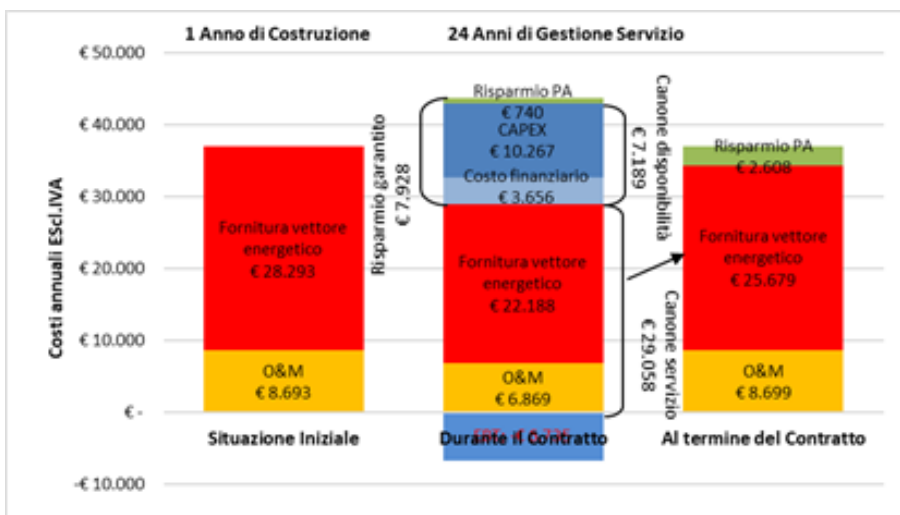 1 Anno di Costruzione
24 Anni di Gestione Servizio
Costi annuali EScl.IVA
€ 50.000
€ 40.000
€ 30.000
€ 20.000
€ 10.000
€ -
-€ 10.000
Fornitura vettore
energetico
€ 28.293
O&M
€ 8.693
Situazione Iniziale
Risparmio garantito
€ 7.928
Risparmio PA
€ 740
CAPEX
€ 10.267
Costo finanziario
€ 3.656
Fornitura vettore
energetico
€ 22.188
O&M
€ 6.869
Durante il Contratto
Canone disponibilità
€ 7.189
Canone servizio
€ 29.058
Risparmio PA
€ 2.608
Fornitura vettore
energetico
€ 25.679
O&M
€ 8.699
Al termine del Contratto